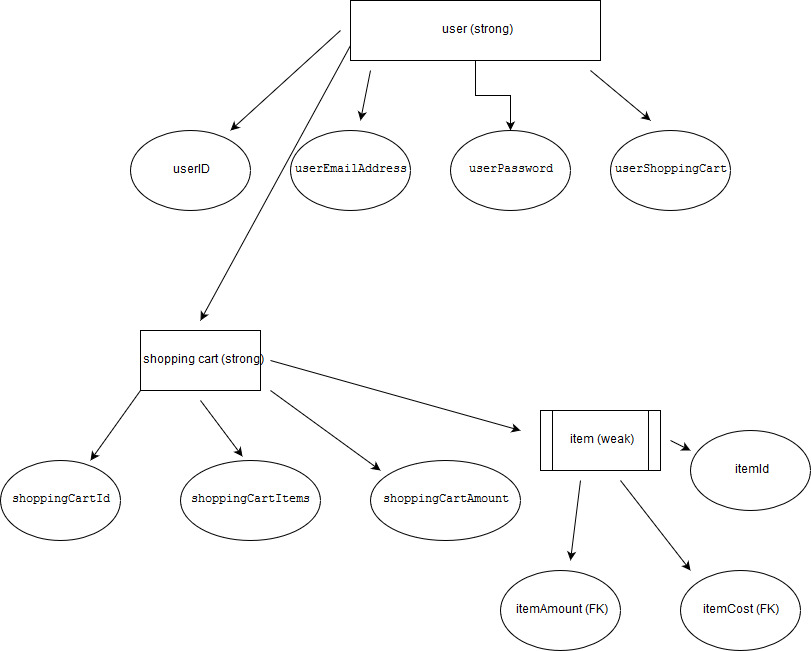 user (strong)
userID
userEmailAddress
userPassword
userShoppingCart
shopping cart (strong)
item (weak)
itemId
shoppingCartId
shoppingCartItems
shoppingCartAmount
itemAmount (FK)
itemCost (FK)